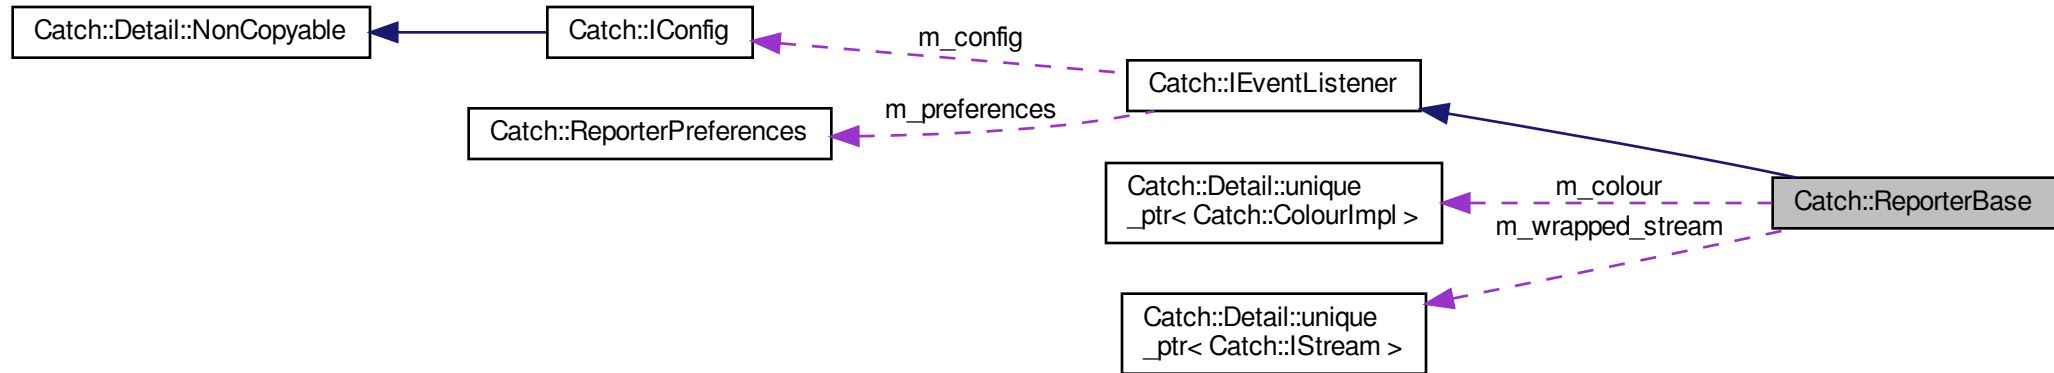 Catch::Detail::NonCopyable
Catch::IConfig
m_config
Catch::IEventListener
m_preferences
Catch::ReporterPreferences
Catch::Detail::unique
_ptr< Catch::ColourImpl >
m_colour
Catch::ReporterBase
m_wrapped_stream
Catch::Detail::unique
_ptr< Catch::IStream >